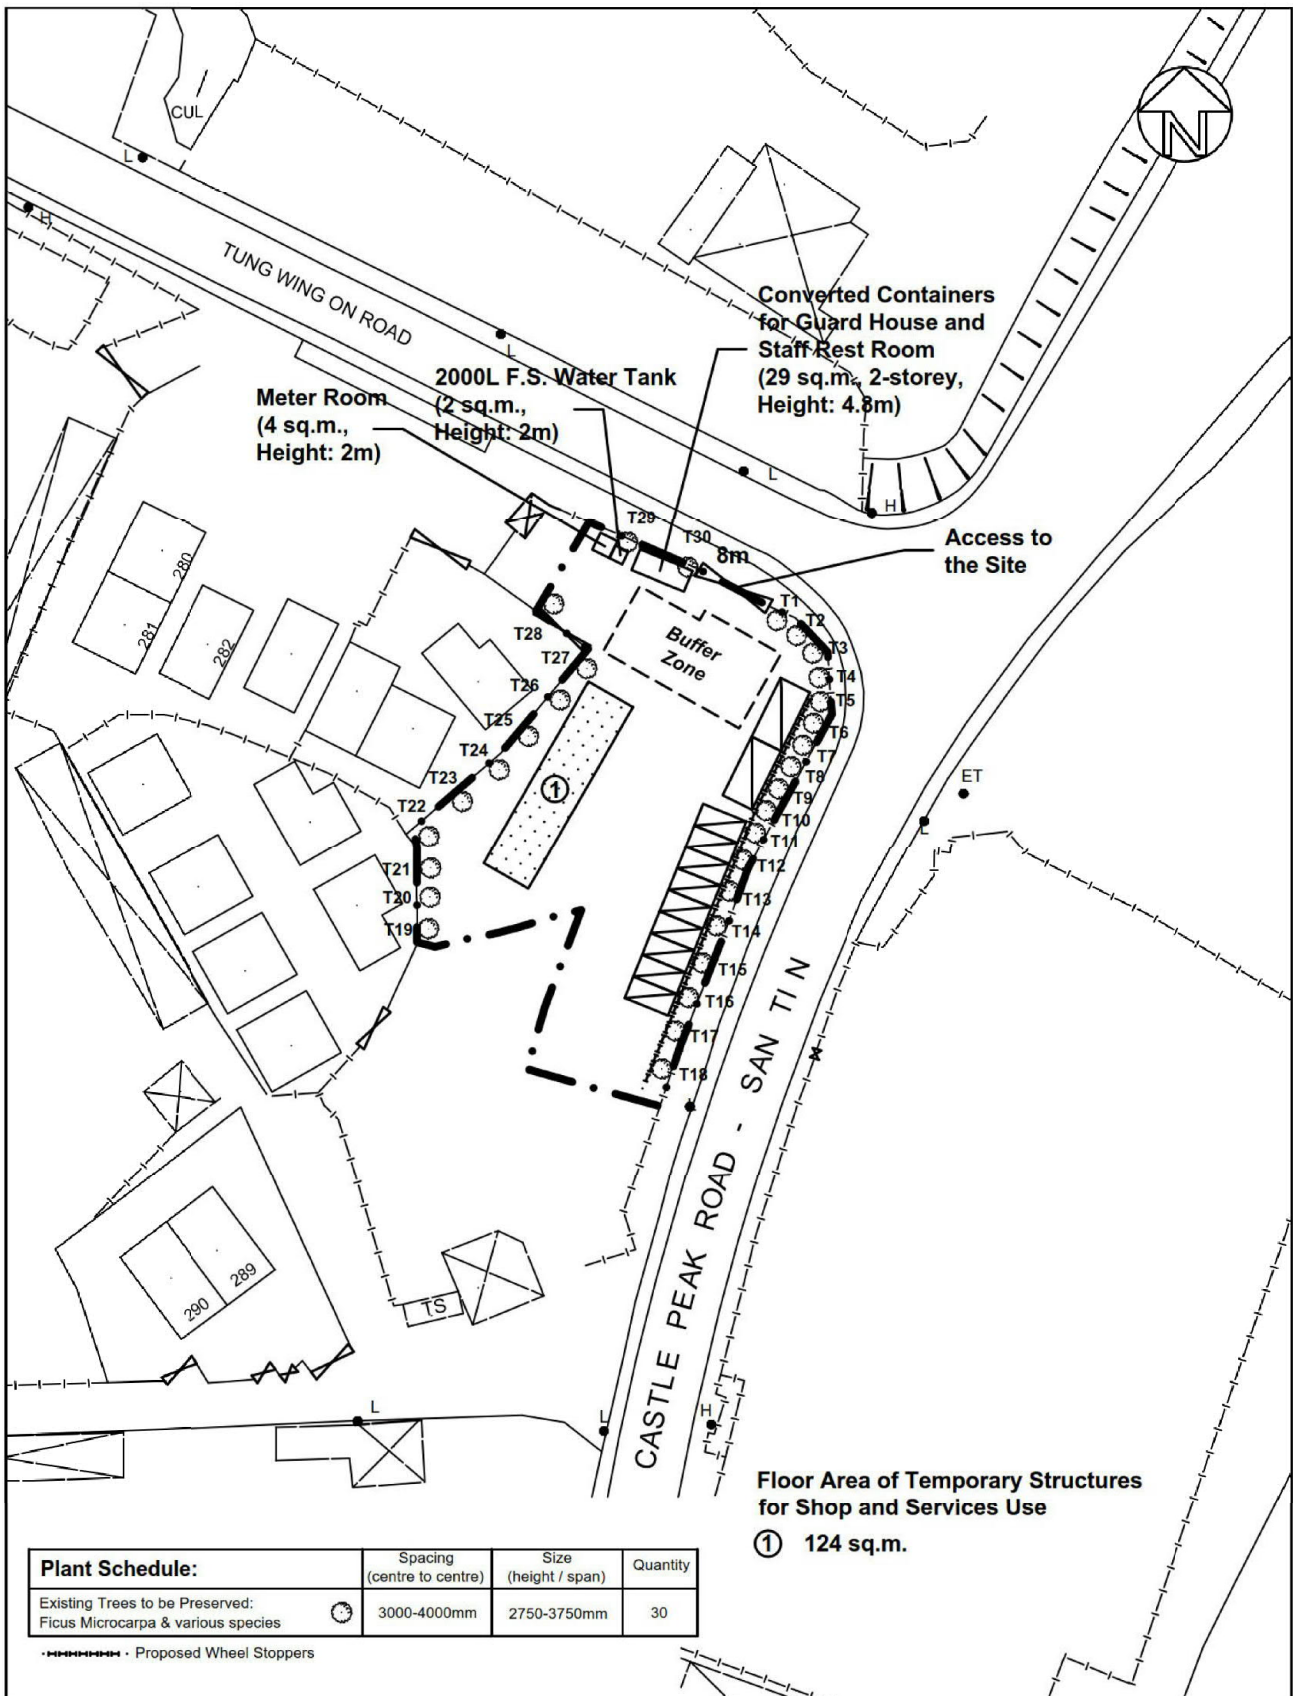 CUL
N
L
H
TUNG WING ON ROAD
L
Converted Containers
for Guard House and
Staff Rest Room
(29 sq.m., 2-storey,
Height: 4.8m)
2000L F.S. Water Tank
(2 sq.m.,
Height: 2m)
Meter Room
(4 sq.m.,
Height: 2m)
L
H
Access to
the Site
T29
T30
8m
T1
T2
T3
T4
T5
T6
T7
T8
T9
T10
T11
T12
T13
T14
T15
T16
T17
T18
Buffer
Zone
T28
T27
T26
T25
T24
T23
T22
T21
T20
T19
1
280
281
282
ET
L
L
CASTLE PEAK ROAD - SAN TIN
289
290
TS
L
L
H
Floor Area of Temporary Structures
for Shop and Services Use
1 124 sq.m.
Plant Schedule:
Spacing
(centre to centre)
Size
(height / span)
Quantity
Existing Trees to be Preserved:
Ficus Microcarpa & various species
3000-4000mm
2750-3750mm
30
Proposed Wheel Stoppers